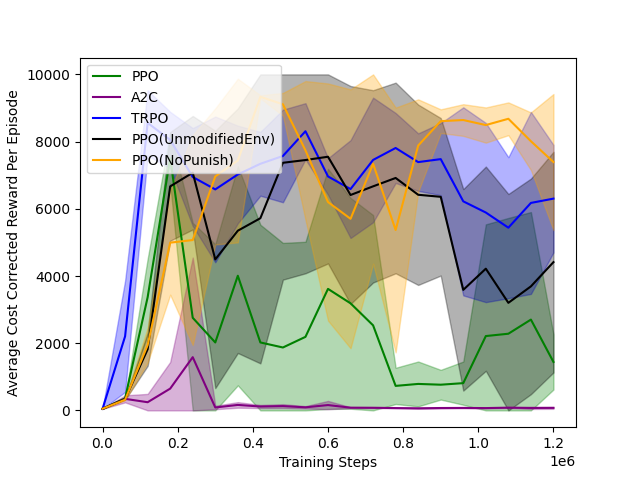 10000
8000
6000
4000
2000
0
Average Cost Corrected Reward Per Episode
PPO
A2C
TRPO
PPO(UnmodifiedEnv)
PPO(NoPunish)
0.0 0.2 0.4 0.6 0.8 1.0 1.2
1e6
Training Steps